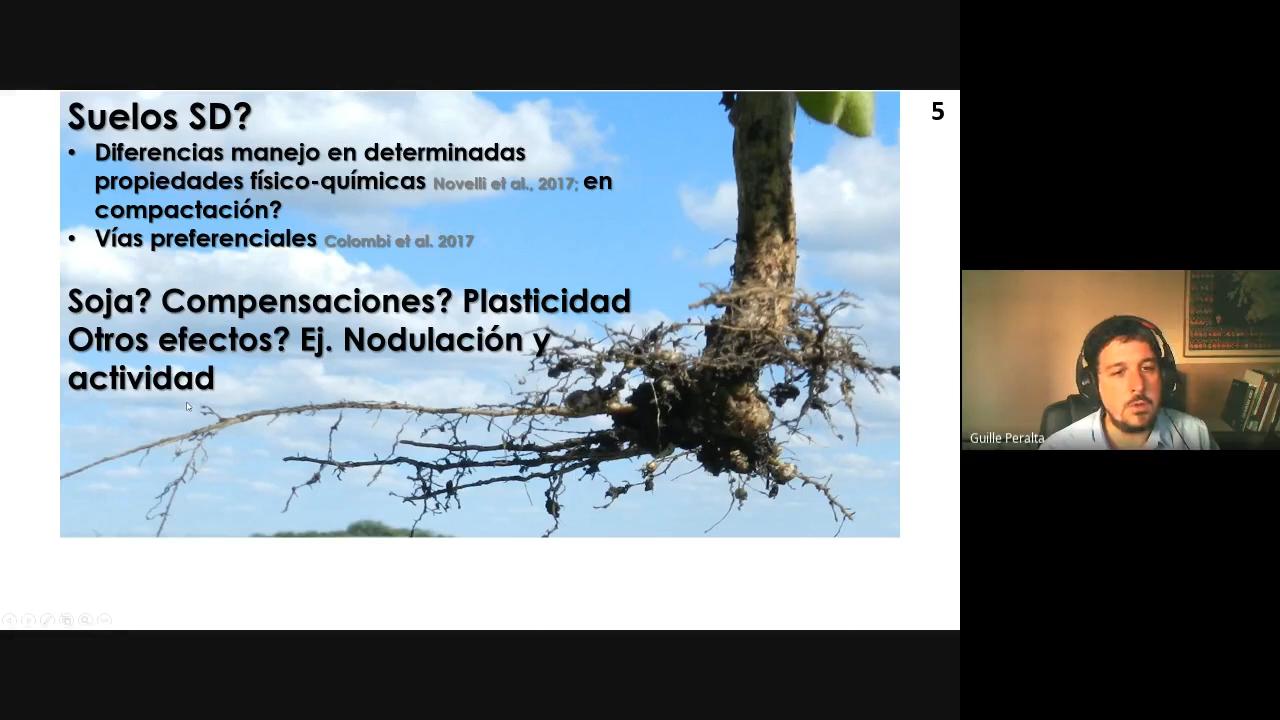 Suelos SD?
5
• Diferencias manejo en determinadas
propiedades físico-químicas Novelli et al., 2017; en
compactación?
• Vías preferenciales Colombi et al. 2017
Soja? Compensaciones? Plasticidad
Otros efectos? Ej. Nodulación y
actividad
Guille Peralta